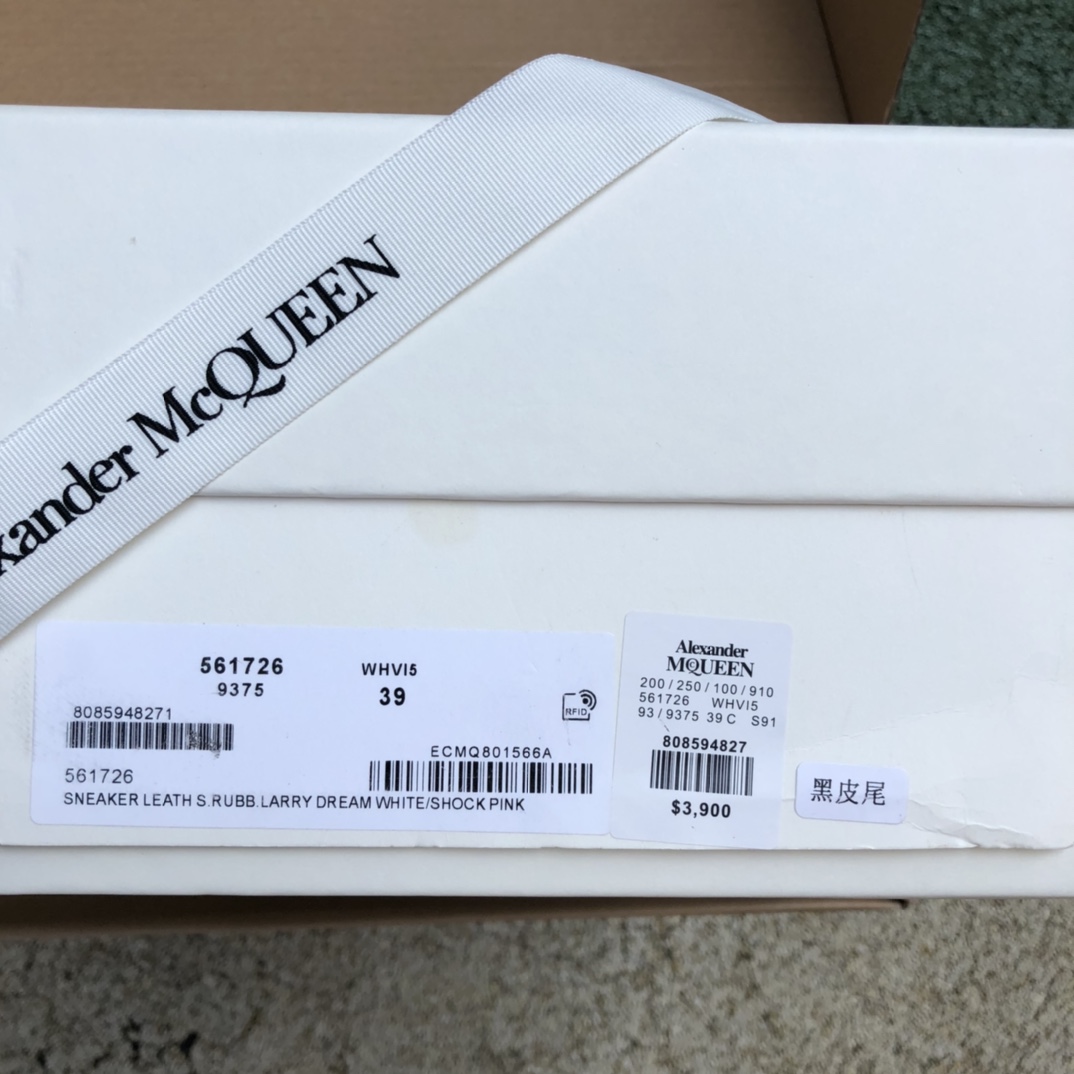 xander McQUEEN
561726
9375
WHVI5
39
8085948271
RFID
ECMQ801566A
561726
SNEAKER LEATH S.RUBB.LARRY DREAM WHITE/SHOCK PINK
Alexander
McQUEEN
200/250/100/910
561726 WHVI5
93/9375 39 C S91
808594827
$3,900
黑皮尾